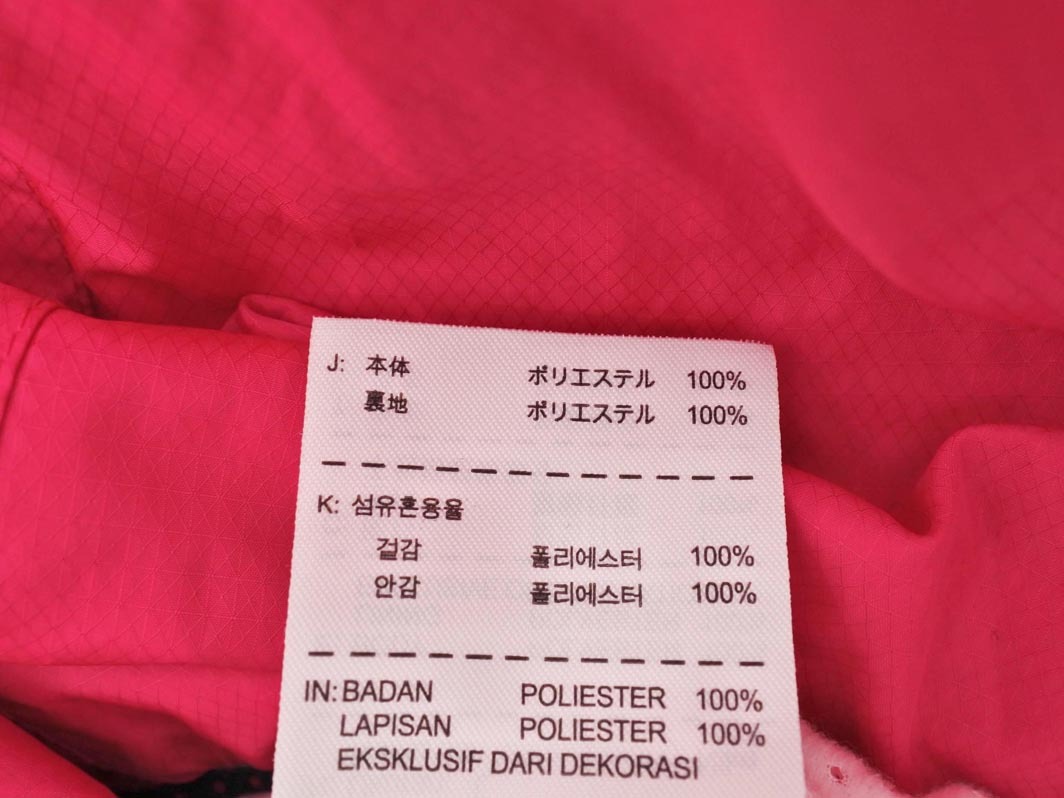 J: 本体 ポリエステル 100%
裏地 ポリエステル 100%
K: 섬유혼용율
겉감 폴리에스터 100%
안감 폴리에스터 100%
IN: BADAN POLIESTER 100%
LAPISAN POLIESTER 100%
EKSKLUSIF DARI DEKORASI